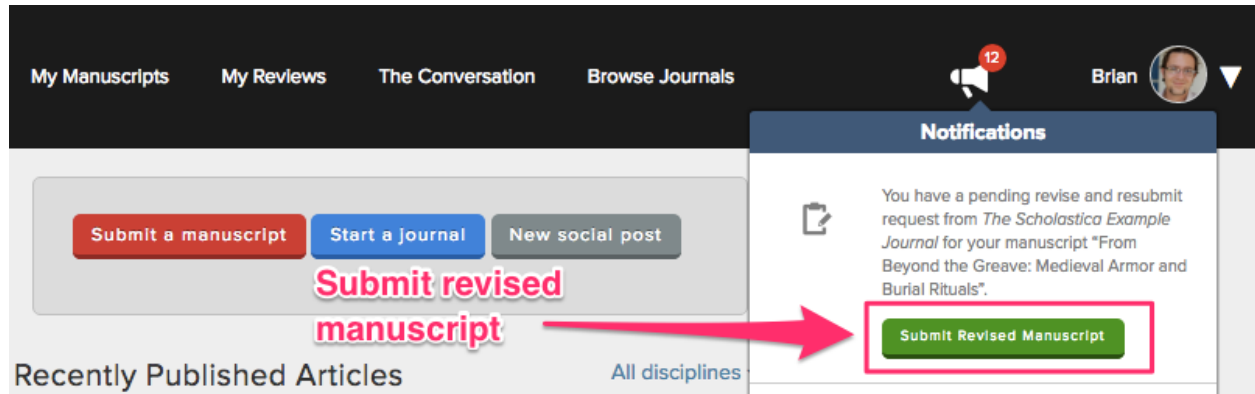 My Manuscripts My Reviews The Conversation Browse Journals 12 Brian
Notifications
You have a pending revise and resubmit
request from The Scholastica Example
Journal for your manuscript "From
Beyond the Greave: Medieval Armor and
Burial Rituals".
Submit Revised Manuscript
Submit a manuscript Start a journal New social post
Submit revised
manuscript
Recently Published Articles All disciplines